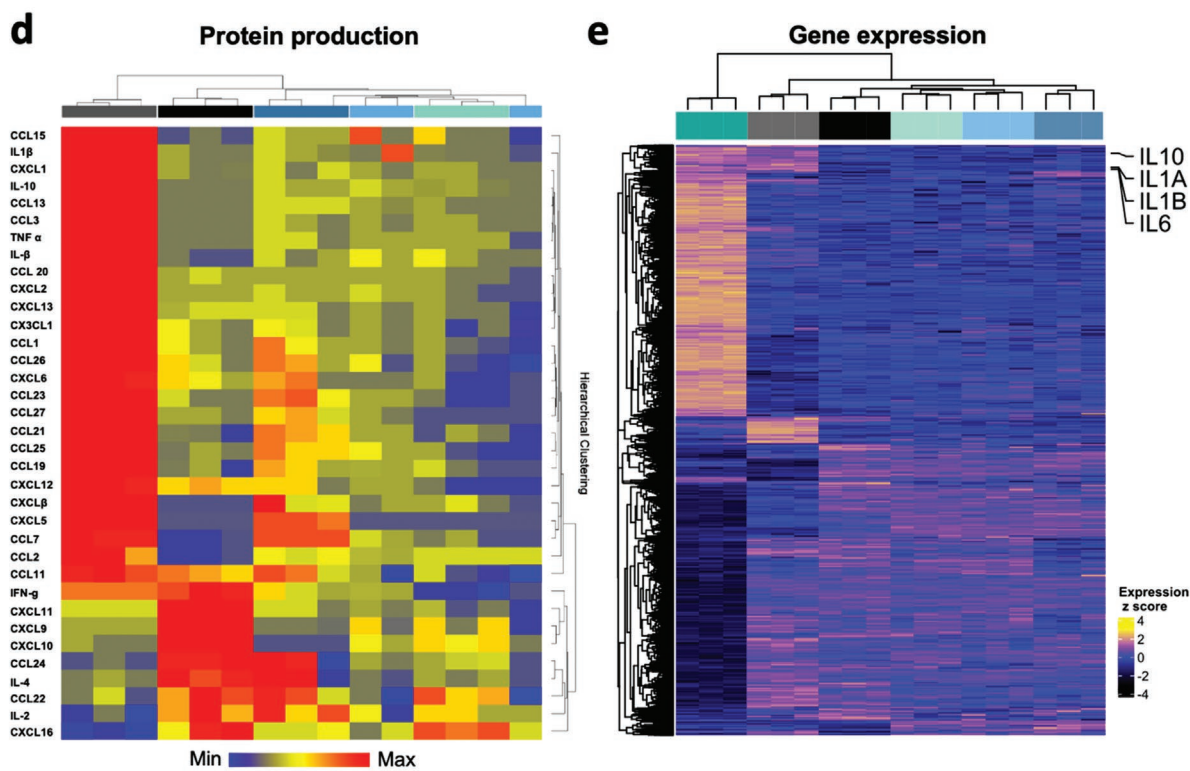 d
Protein production
CCL15
IL1β
CXCL1
IL-10
CCL13
CCL3
TNF α
IL-β
CCL 20
CXCL2
CXCL13
CX3CL1
CCL1
CCL26
CXCL6
CCL23
CCL27
CCL21
CCL25
CCL19
CXCL12
CXCLβ
CXCL5
CCL7
CCL2
CCL11
IFN-g
CXCL11
CXCL9
CXCL10
CCL24
IL-4
CCL22
IL-2
CXCL16
Hierarchical Clustering
Min
Max
e
Gene expression
IL10
IL1A
IL1B
IL6
Expression
z score
4
2
0
-2
-4